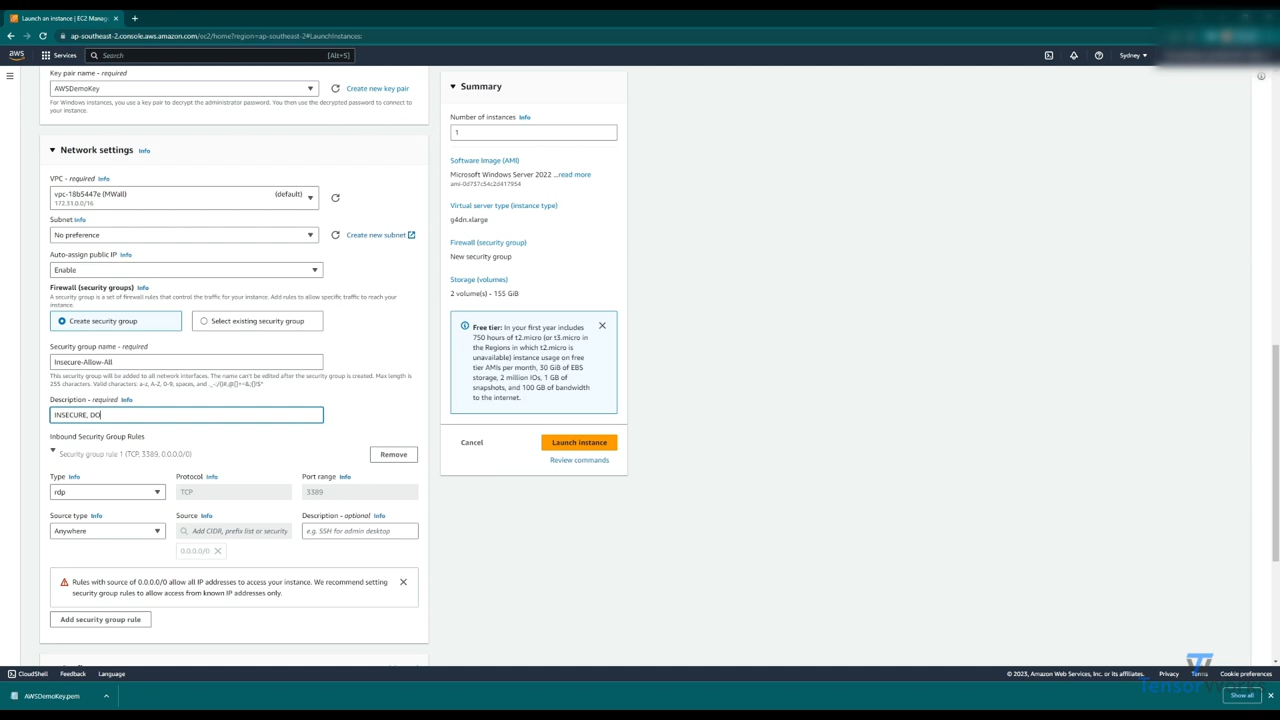 Launch an instance | EC2 Manag
ap-southeast-2.console.aws.amazon.com/ec2/home?region=ap-southeast-2#LaunchInstances:
aws
Services
Search
[Alt+S]
Sydney
Key pair name - required
AWSDemoKey
Create new key pair
For Windows instances, you use a key pair to decrypt the administrator password. You then use the decrypted password to connect to
your instance.
Network settings Info
VPC - required Info
vpc-18b5447e (MWall)
(default)
172.31.0.0/16
Subnet Info
No preference
Create new subnet
Auto-assign public IP Info
Enable
Firewall (security groups) Info
A security group is a set of firewall rules that control the traffic for your instance. Add rules to allow specific traffic to reach your
instance.
Create security group
Select existing security group
Security group name - required
Insecure-Allow-All
This security group will be added to all network interfaces. The name can't be edited after the security group is created. Max length is
255 characters. Valid characters: a-z, A-Z, 0-9, spaces, and ._-:/()#,@[]+=&;{}!$*
Description - required Info
INSECURE, DO
Inbound Security Group Rules
Security group rule 1 (TCP, 3389, 0.0.0.0/0)
Remove
Type Info
Protocol Info
Port range Info
rdp
TCP
3389
Source type Info
Source Info
Description - optional Info
Anywhere
Add CIDR, prefix list or security
e.g. SSH for admin desktop
0.0.0.0/0
Rules with source of 0.0.0.0/0 allow all IP addresses to access your instance. We recommend setting
security group rules to allow access from known IP addresses only.
Add security group rule
Summary
Number of instances Info
1
Software Image (AMI)
Microsoft Windows Server 2022 ...read more
ami-0d737c54c2d417954
Virtual server type (instance type)
g4dn.xlarge
Firewall (security group)
New security group
Storage (volumes)
2 volume(s) - 155 GiB
Free tier: In your first year includes
750 hours of t2.micro (or t3.micro in
the Regions in which t2.micro is
unavailable) instance usage on free
tier AMIs per month, 30 GiB of EBS
storage, 2 million IOs, 1 GB of
snapshots, and 100 GB of bandwidth
to the internet.
Cancel
Launch instance
Review commands
CloudShell
Feedback
Language
© 2023, Amazon Web Services, Inc. or its affiliates.
Privacy
Terms
Cookie preferences
AWSDemoKey.pem
TensorWorks
Show all